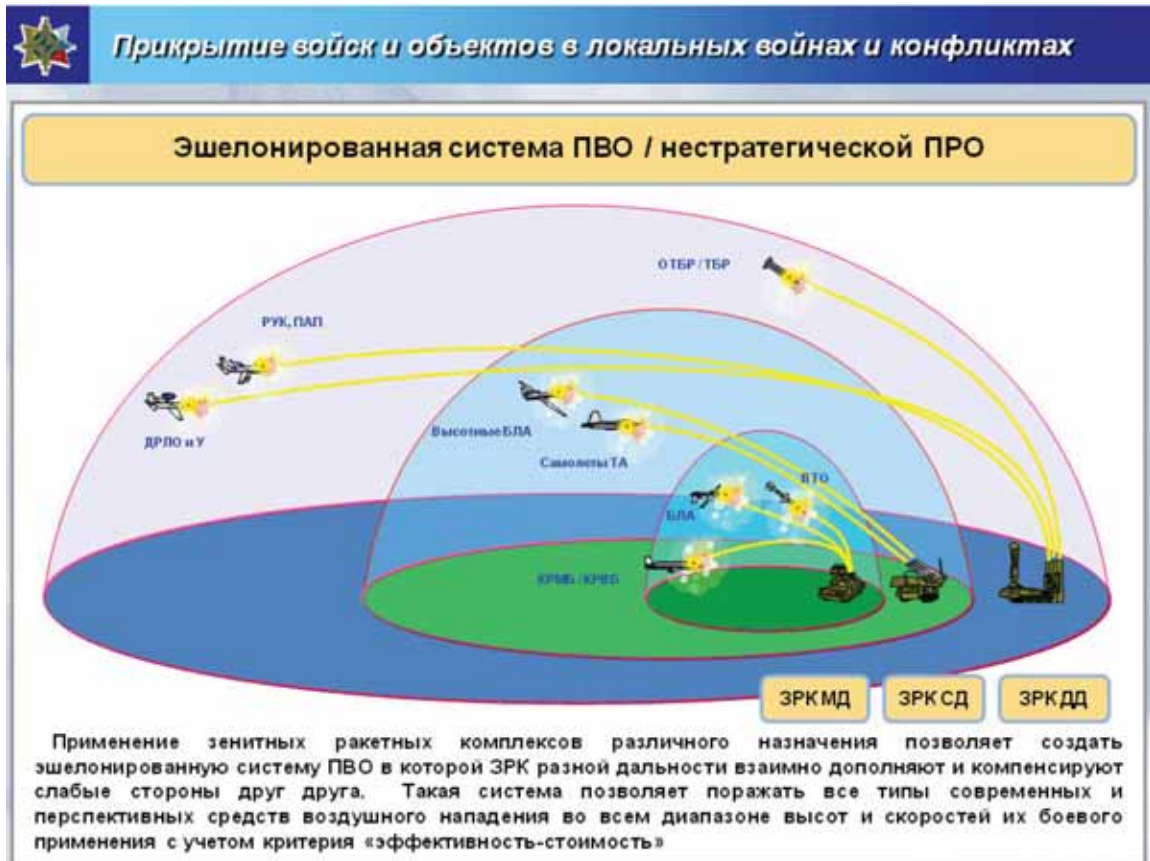 Прикрытие войск и объектов в локальных войнах и конфликтах
Эшелонированная система ПВО / нестратегической ПРО
ОТБР / ТБР
РУК, ПАП
ДРЛО и У
Высотные БЛА
Самолеты ТА
ВТО
БЛА
КРМБ / КРВБ
ЗРК МД
ЗРК СД
ЗРК ДД
Применение зенитных ракетных комплексов различного назначения позволяет создать
эшелонированную систему ПВО в которой ЗРК разной дальности взаимно дополняют и компенсируют
слабые стороны друг друга. Такая система позволяет поражать все типы современных и
перспективных средств воздушного нападения во всем диапазоне высот и скоростей их боевого
применения с учетом критерия «эффективность-стоимость»